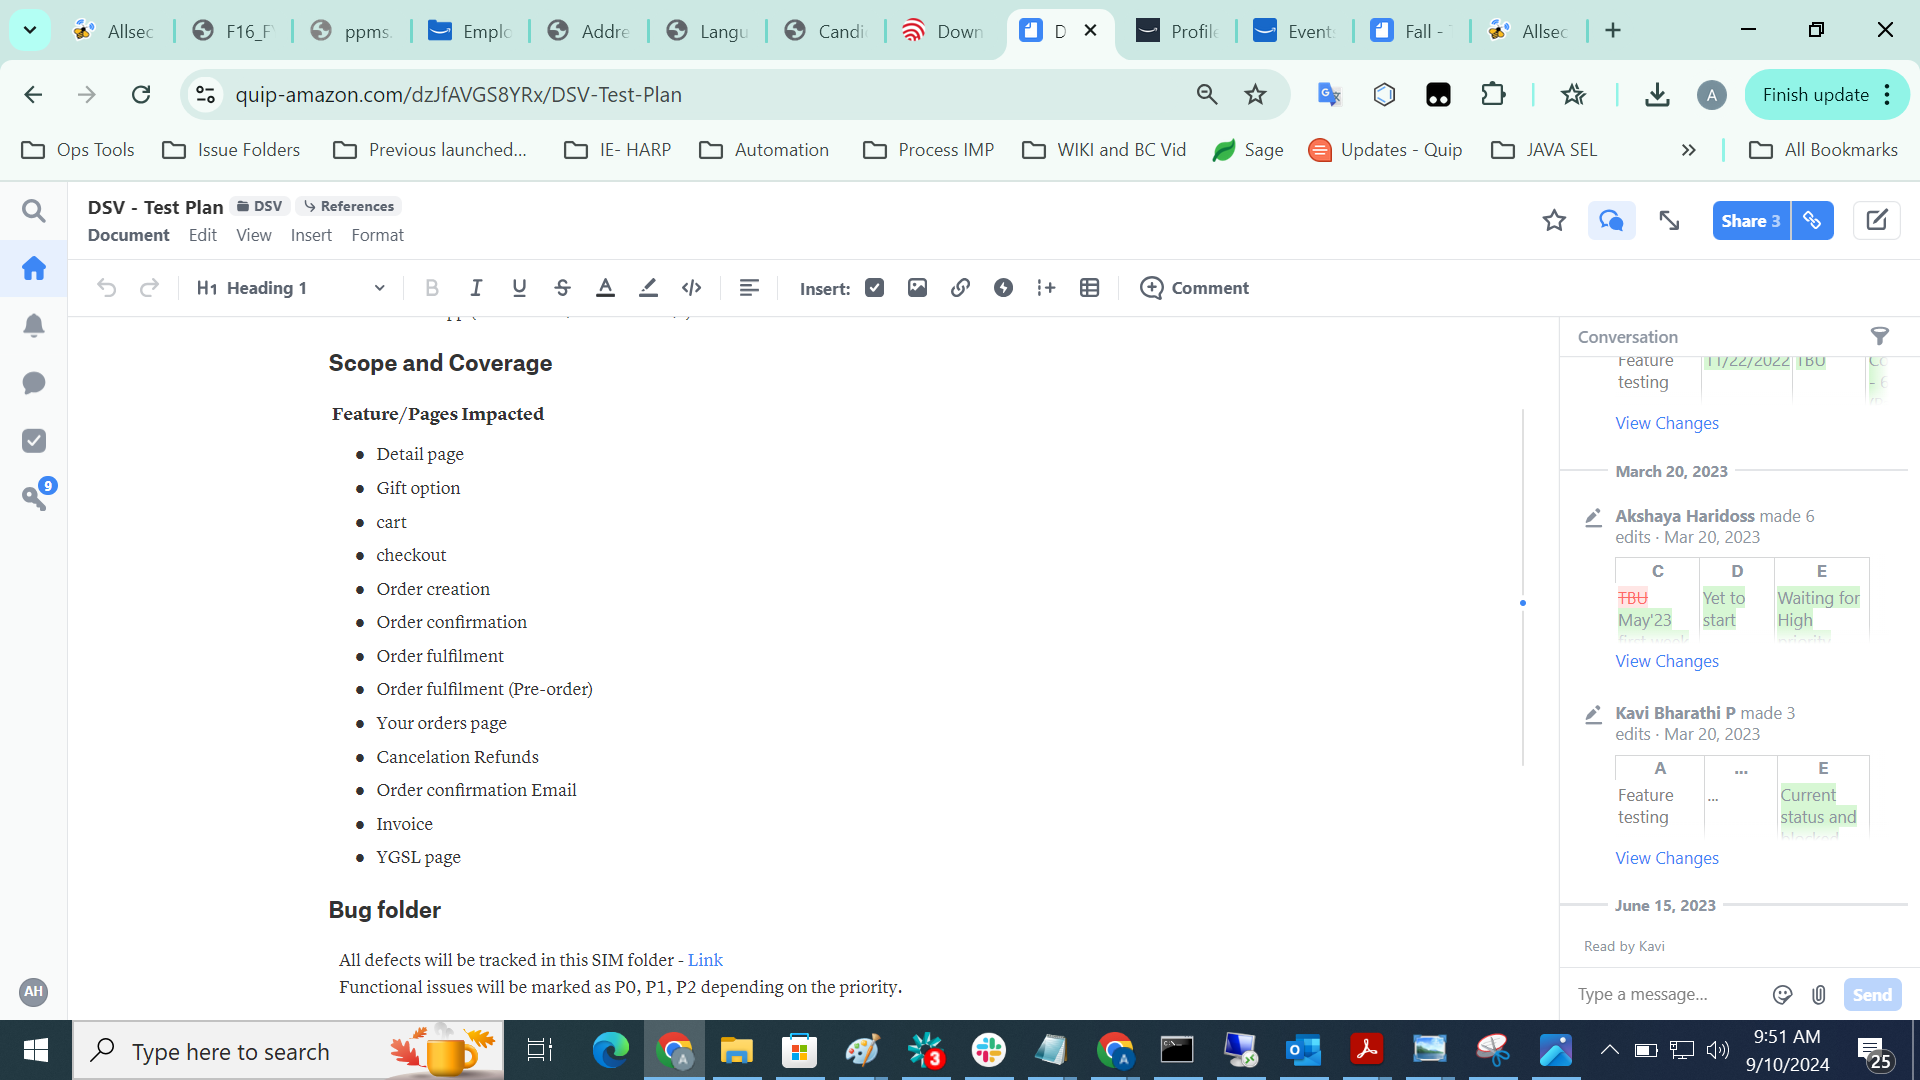 Allsec
F16_F
ppms.
Emplo
Addre
Langu
Candi
Down
D
Profile
Event
Fall -
Allsec
quip-amazon.com/dzJfAVGS8YRx/DSV-Test-Plan
A
Finish update
Ops Tools
Issue Folders
Previous launched...
IE- HARP
Automation
Process IMP
WIKI and BC Vid
Sage
Updates - Quip
JAVA SEL
All Bookmarks
DSV - Test Plan
DSV
References
Document Edit View Insert Format
Share 3
H1 Heading 1
Insert:
Comment
Scope and Coverage
Feature/Pages Impacted
● Detail page
● Gift option
● cart
● checkout
● Order creation
● Order confirmation
● Order fulfilment
● Order fulfilment (Pre-order)
● Your orders page
● Cancelation Refunds
● Order confirmation Email
● Invoice
● YGSL page
Bug folder
All defects will be tracked in this SIM folder - Link
Functional issues will be marked as P0, P1, P2 depending on the priority.
9
AH
Conversation
Feature testing
11/22/2022
TBU
View Changes
March 20, 2023
Akshaya Haridoss made 6
edits · Mar 20, 2023
C D E
TBU Yet to Waiting for
May'23 start High
first week priority
View Changes
Kavi Bharathi P made 3
edits · Mar 20, 2023
A ... E
Feature ... Current
testing status and
blocked
View Changes
June 15, 2023
Read by Kavi
Type a message...
Send
Type here to search
3
9:51 AM
9/10/2024
25